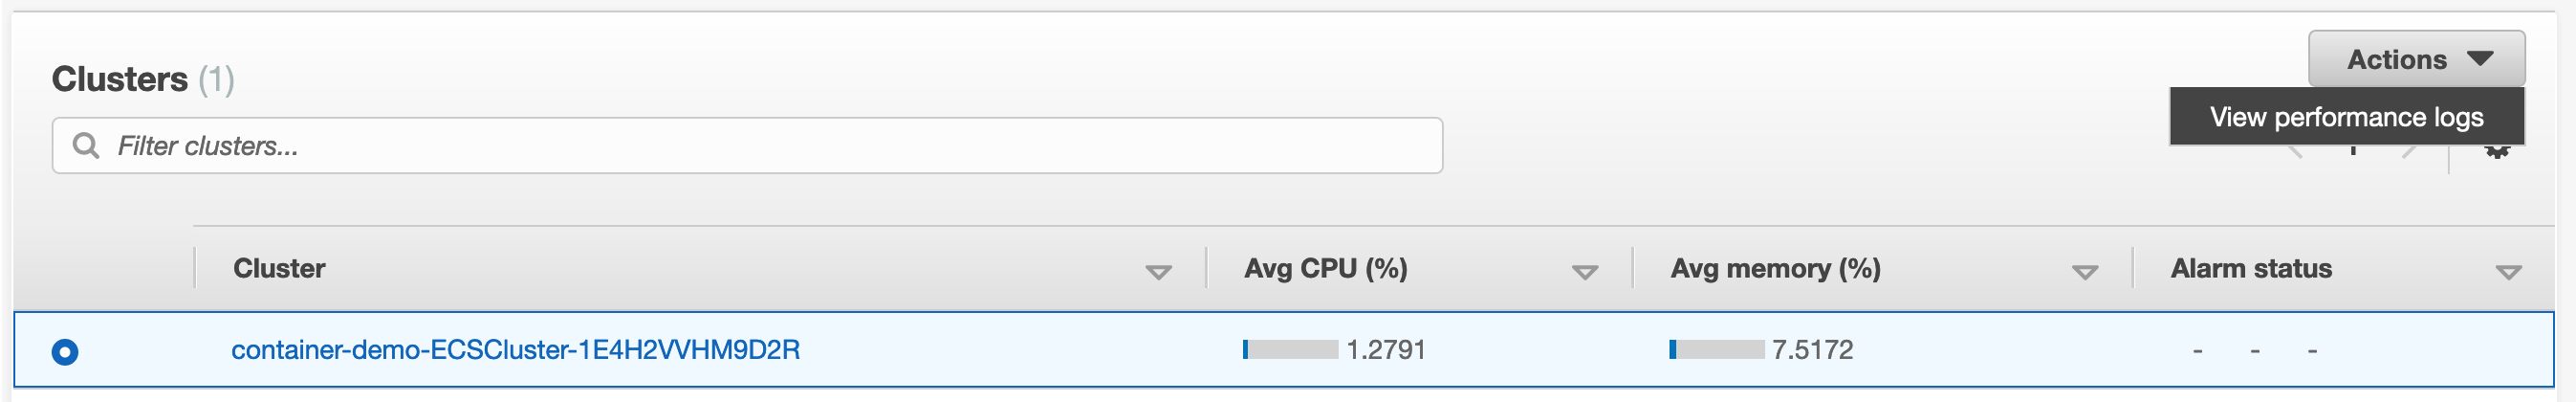 Clusters (1)
Actions
View performance logs
Filter clusters...
Cluster
Avg CPU (%)
Avg memory (%)
Alarm status
container-demo-ECSCluster-1E4H2VVHM9D2R
1.2791
7.5172
- - -